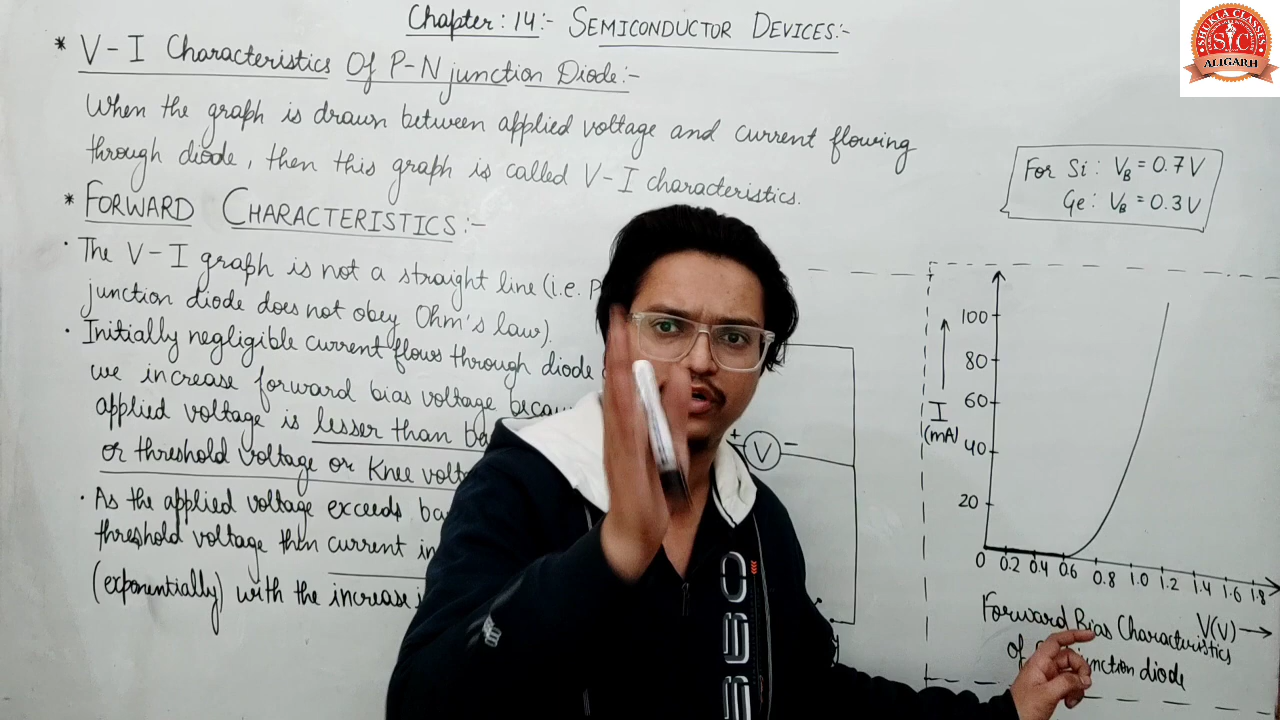 Chapter: 14:- SEMICONDUCTOR DEVICES:-
* V-I Characteristics Of P-N junction Diode:-
When the graph is drawn between applied voltage and current flowing
through diode, then this graph is called V-I characteristics.
* FORWARD CHARACTERISTICS:-
· The V-I graph is not a straight line (i.e. P
junction diode does not obey Ohm's law).
· Initially negligible current flows through diode
we increase forward bias voltage
applied voltage is lesser than
or threshold voltage or Knee
· As the applied voltage exceeds
threshold voltage then current
(exponentially) with the increase
For Si: VB = 0.7 V
Ge: VB = 0.3 V
+ V -
100
80
60
I
(mA)
40
20
0 0.2 0.4 0.6 0.8 1.0 1.2 1.4 1.6 1.8
V(V) →
Forward Bias Characteristics
of junction diode
SHUKLA CLASSES
SC
ALIGARH